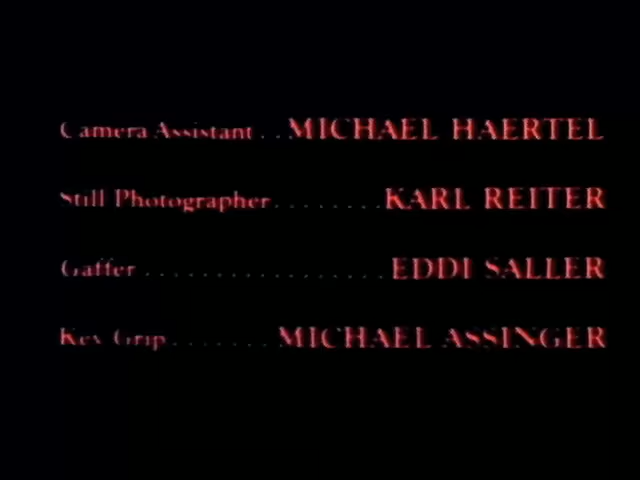 Camera Assistant . . MICHAEL HAERTEL
Still Photographer . . . . . . . . KARL REITER
Gaffer . . . . . . . . . . . . . . . . . EDDI SALLER
Key Grip . . . . . . . MICHAEL ASSINGER